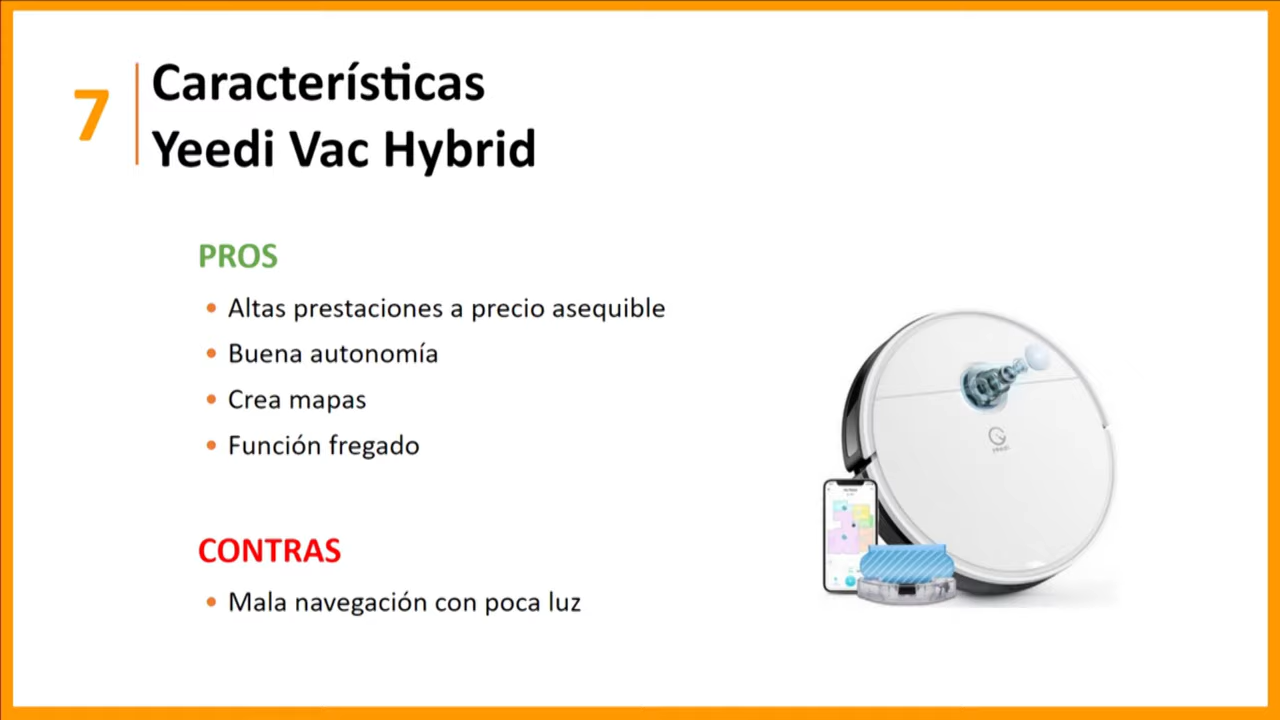 7
Características
Yeedi Vac Hybrid
PROS
• Altas prestaciones a precio asequible
• Buena autonomía
• Crea mapas
• Función fregado
CONTRAS
• Mala navegación con poca luz
yeedi